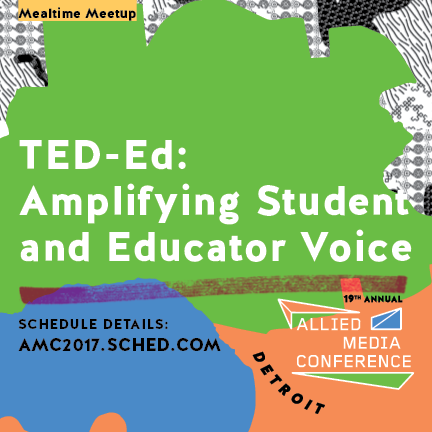 Mealtime Meetup
TED-Ed:
Amplifying Student
and Educator Voice
19TH ANNUAL
ALLIED
MEDIA
CONFERENCE
DETROIT
SCHEDULE DETAILS:
AMC2017.SCHED.COM